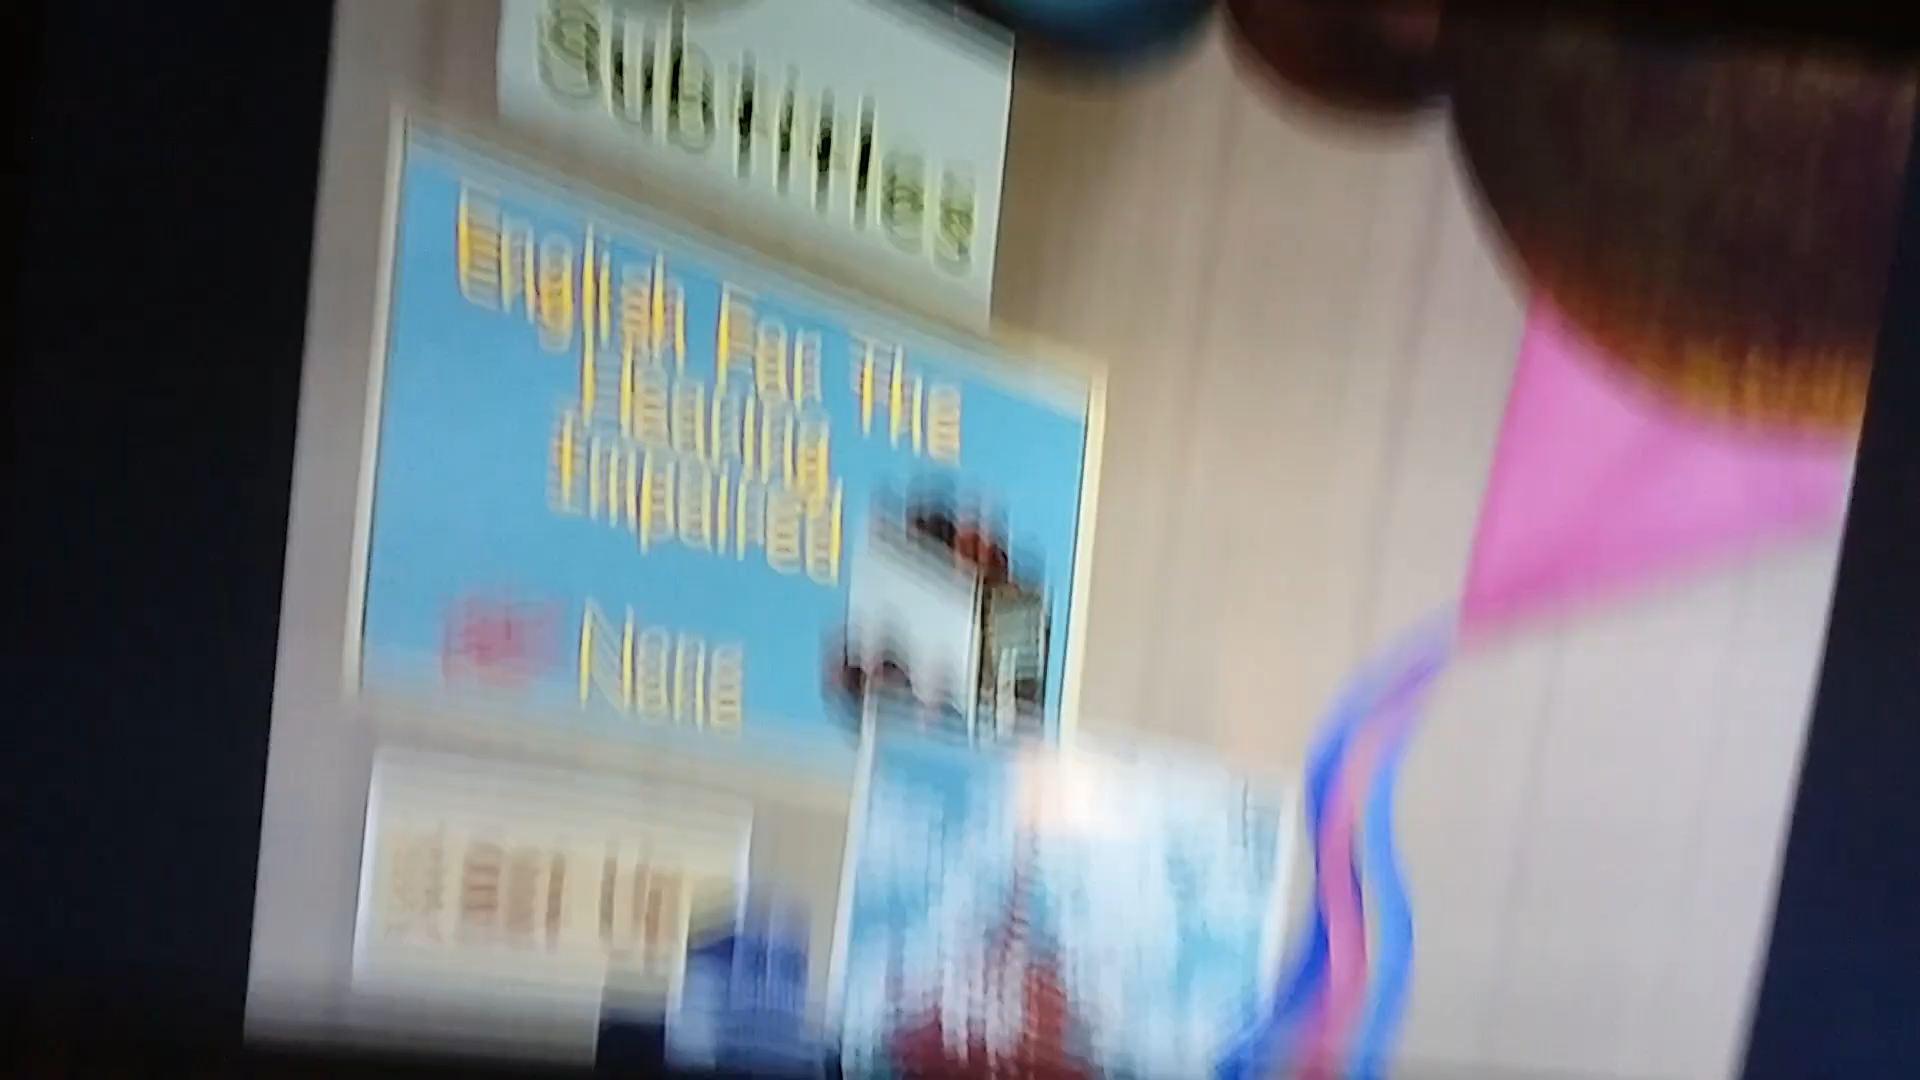 Subtitles
English For The
Hearing
Impaired
None